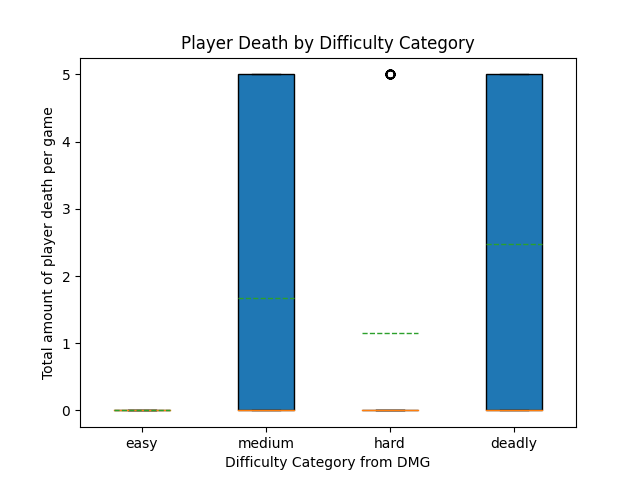 Player Death by Difficulty Category
Total amount of player death per game
5
4
3
2
1
0
easy medium hard deadly
Difficulty Category from DMG